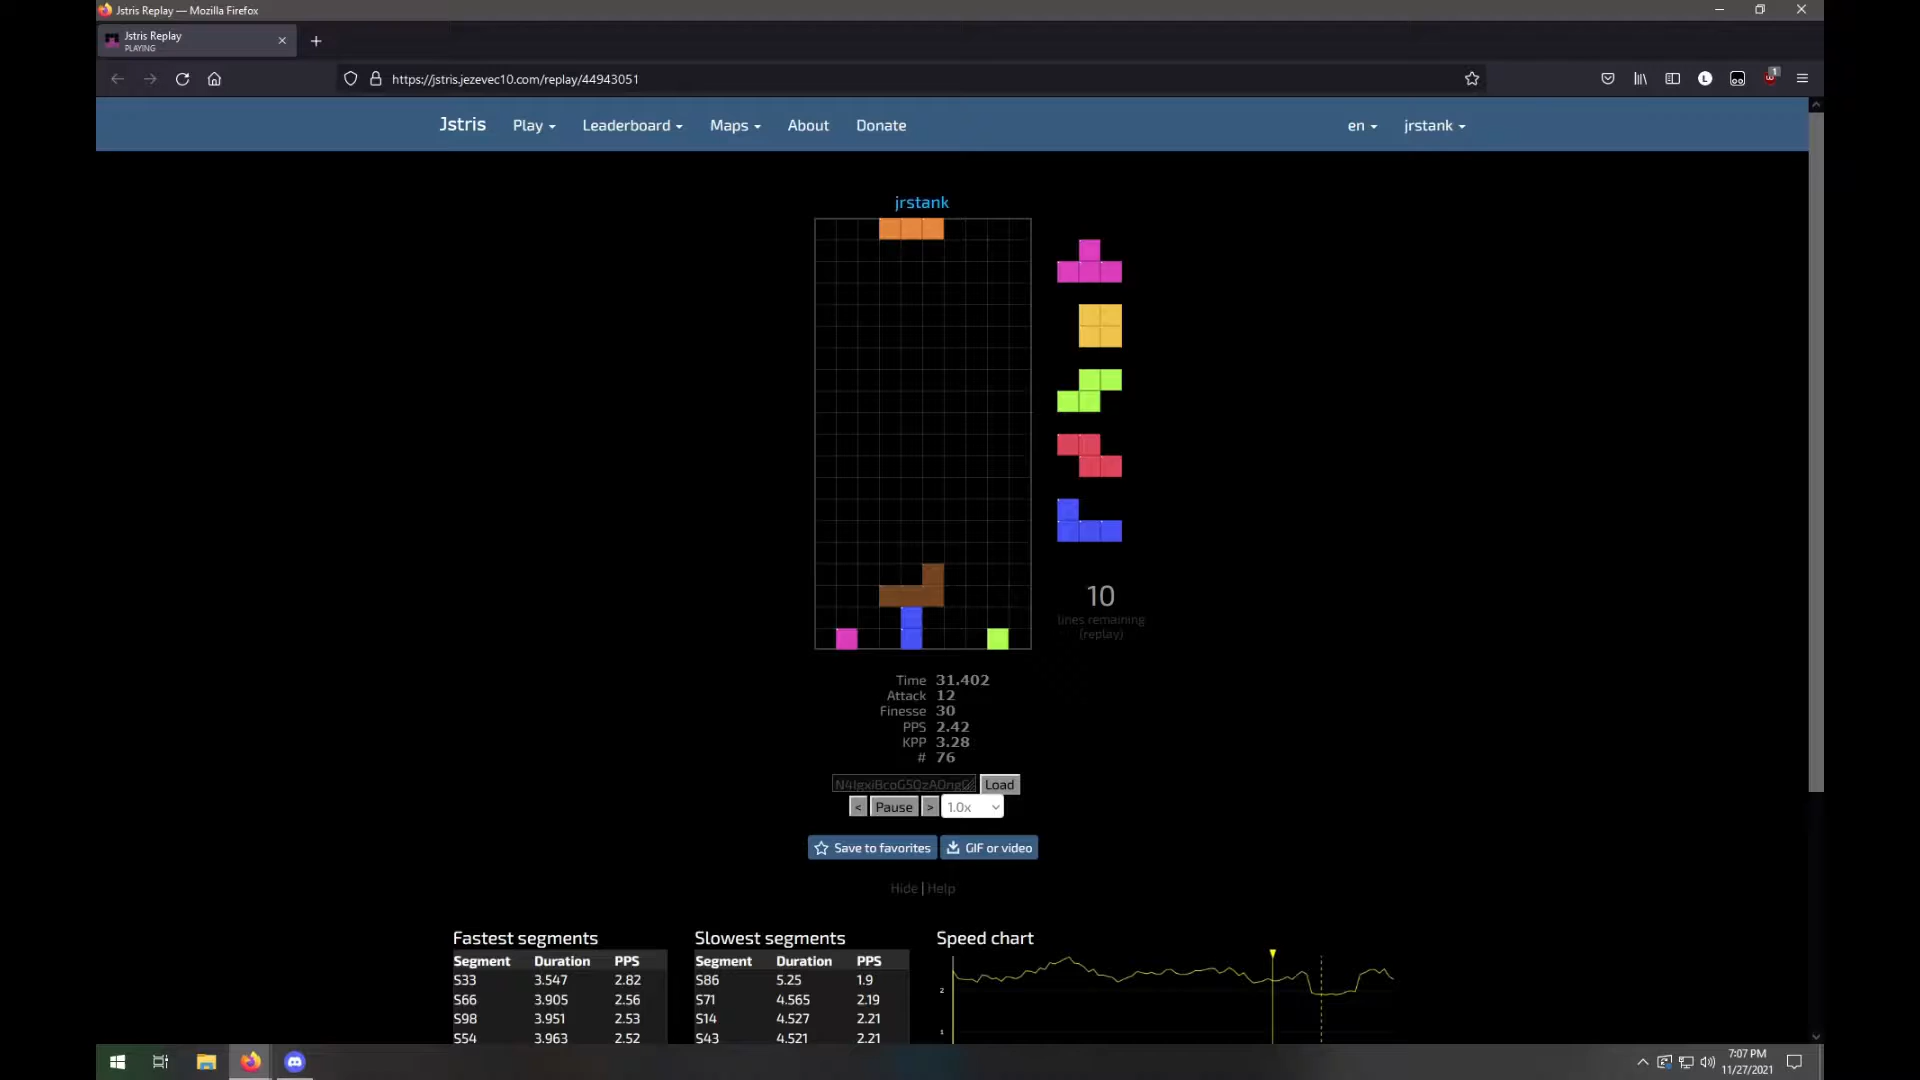 Jstris Replay — Mozilla Firefox
Jstris Replay
PLAYING
https://jstris.jezevec10.com/replay/44943051
L
1
Jstris Play Leaderboard Maps About Donate en jrstank
jrstank
10
lines remaining
(replay)
Time 31.402
Attack 12
Finesse 30
PPS 2.42
KPP 3.28
# 76
Load
< Pause > 1.0x
Save to favorites GIF or video
Hide | Help
Fastest segments
Segment Duration PPS
S33 3.547 2.82
S66 3.905 2.56
S98 3.951 2.53
S54 3.963 2.52
Slowest segments
Segment Duration PPS
S86 5.25 1.9
S71 4.565 2.19
S14 4.527 2.21
S43 4.521 2.21
Speed chart
2
1
7:07 PM
11/27/2021